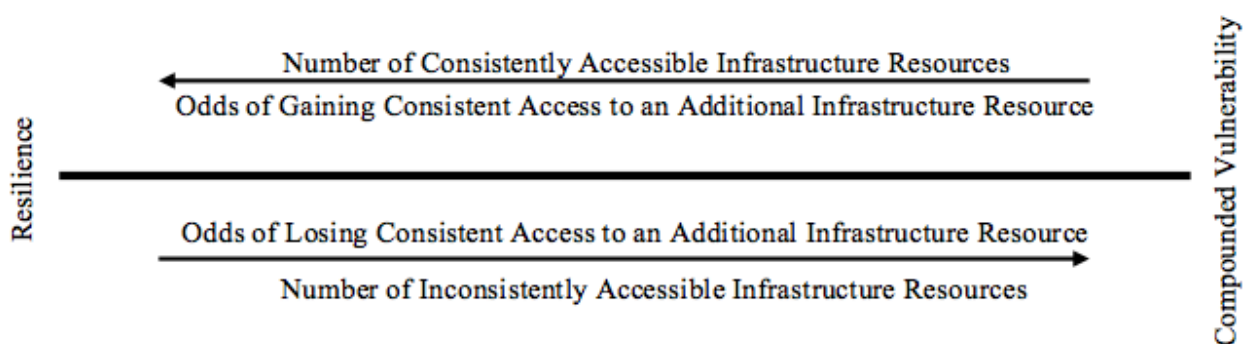 Number of Consistently Accessible Infrastructure Resources
Odds of Gaining Consistent Access to an Additional Infrastructure Resource
Resilience
Compounded Vulnerability
Odds of Losing Consistent Access to an Additional Infrastructure Resource
Number of Inconsistently Accessible Infrastructure Resources